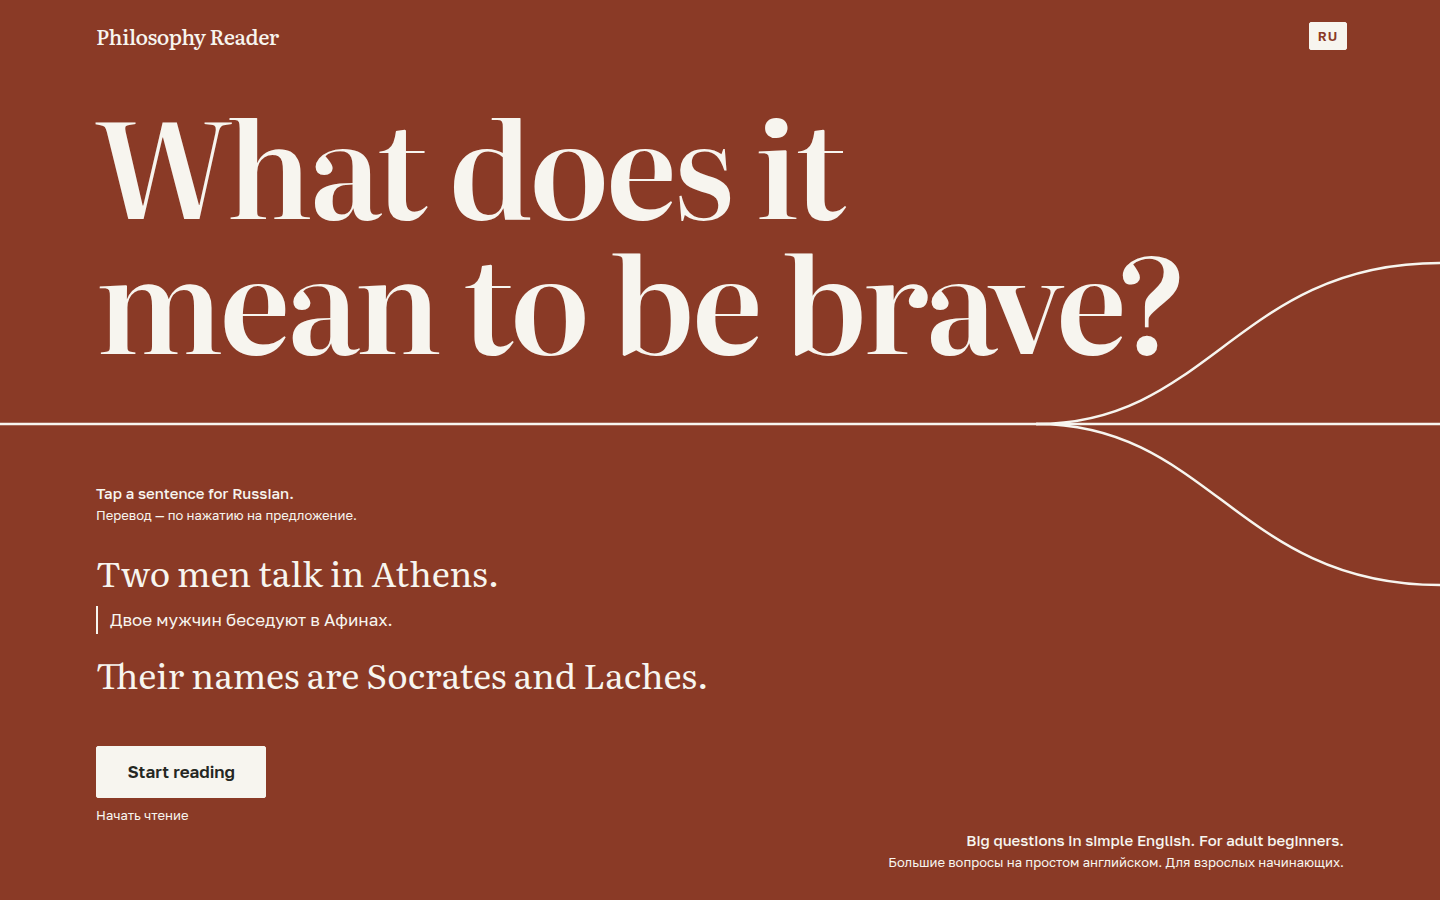 Philosophy Reader
RU
What does it
mean to be brave?
Tap a sentence for Russian.
Перевод — по нажатию на предложение.
Two men talk in Athens.
Двое мужчин беседуют в Афинах.
Their names are Socrates and Laches.
Start reading
Начать чтение
Big questions in simple English. For adult beginners.
Большие вопросы на простом английском. Для взрослых начинающих.